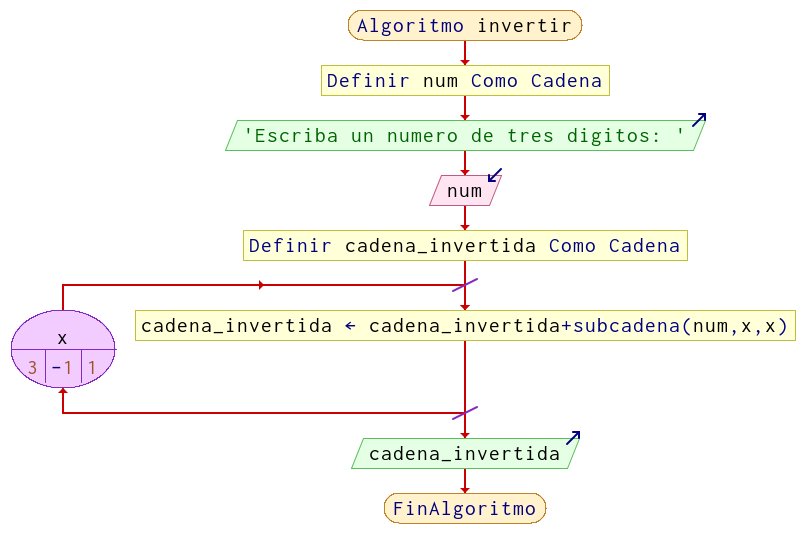 Algoritmo invertir
Definir num Como Cadena
'Escriba un numero de tres digitos: '
num
Definir cadena_invertida Como Cadena
cadena_invertida ← cadena_invertida+subcadena(num,x,x)
x
3 -1 1
cadena_invertida
FinAlgoritmo